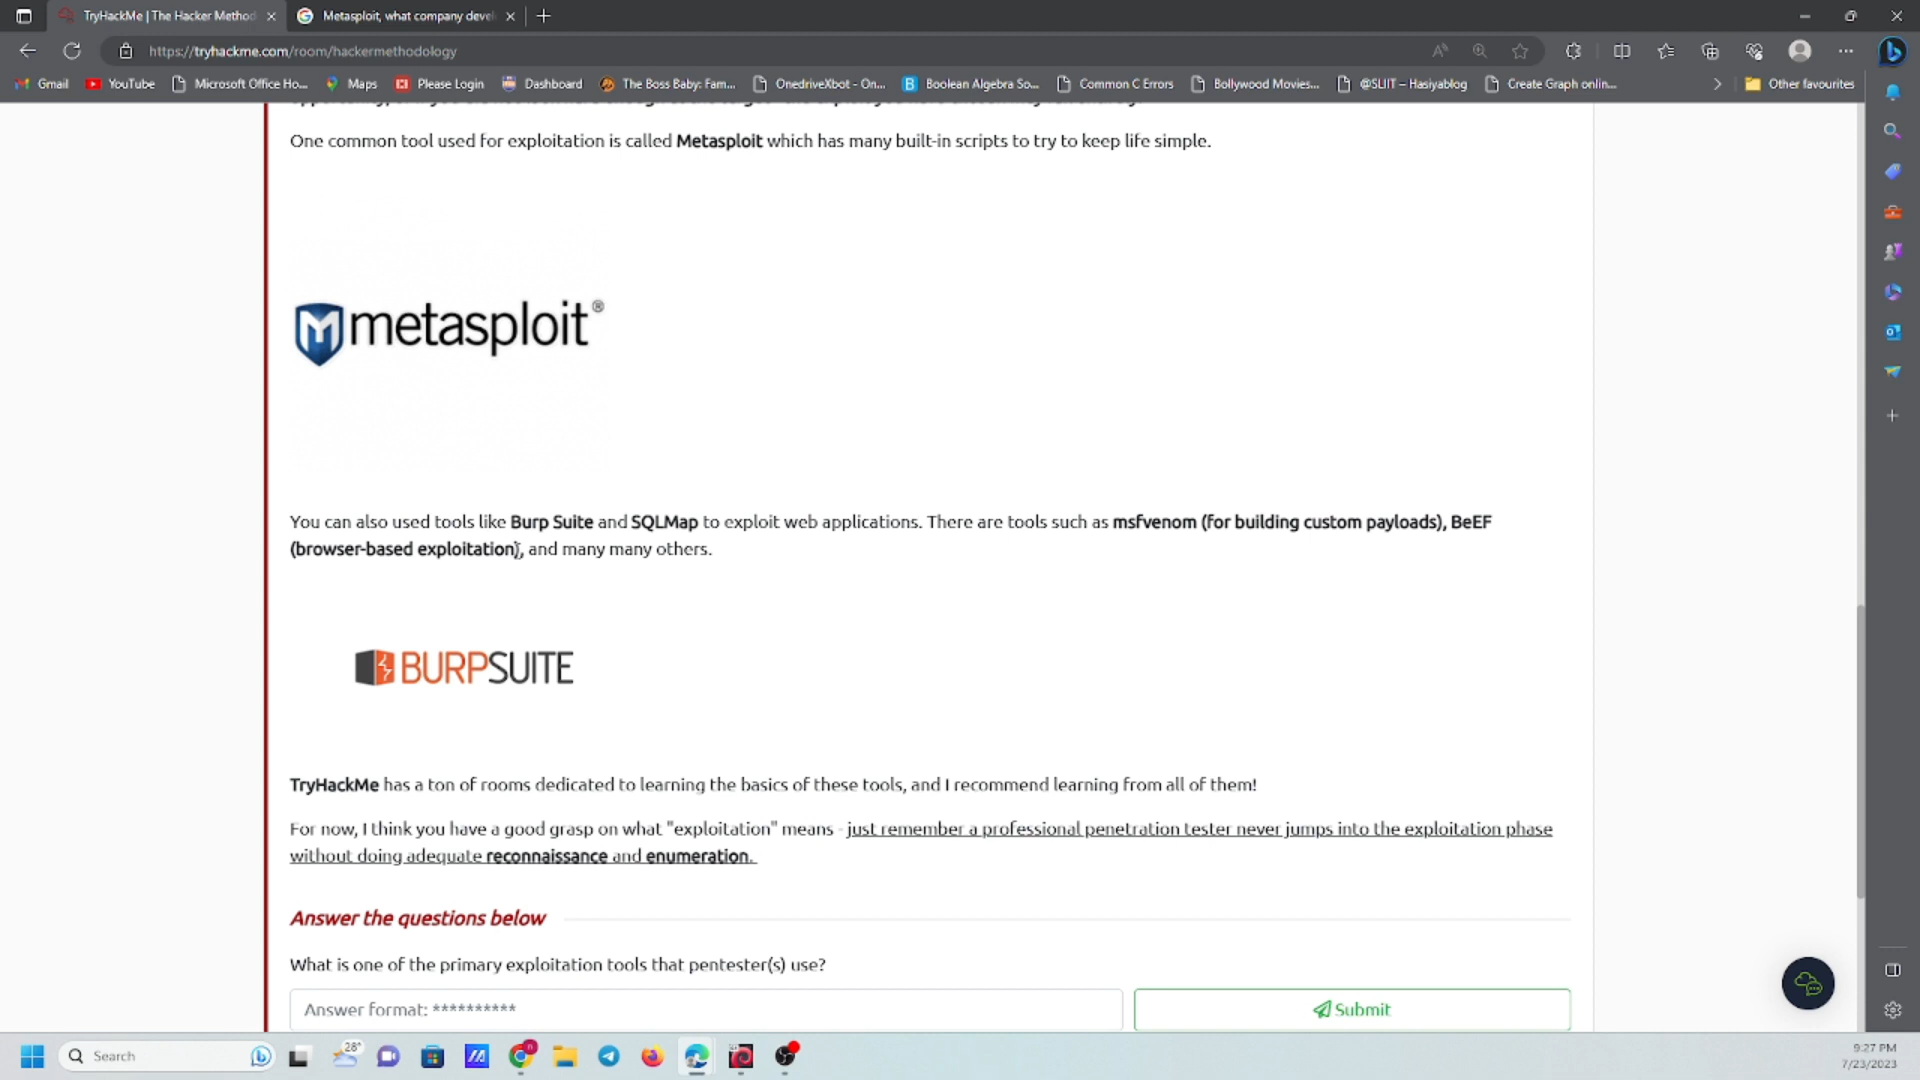 TryHackMe | The Hacker Method
Metasploit, what company devel
https://tryhackme.com/room/hackermethodology
Gmail
YouTube
Microsoft Office Ho...
Maps
Please Login
Dashboard
The Boss Baby: Fam...
OnedriveXbot - On...
Boolean Algebra So...
Common C Errors
Bollywood Movies...
@SLIIT – Hasiyablog
Create Graph onlin...
Other favourites
One common tool used for exploitation is called Metasploit which has many built-in scripts to try to keep life simple.
metasploit®
You can also used tools like Burp Suite and SQLMap to exploit web applications. There are tools such as msfvenom (for building custom payloads), BeEF
(browser-based exploitation), and many many others.
BURPSUITE
TryHackMe has a ton of rooms dedicated to learning the basics of these tools, and I recommend learning from all of them!
For now, I think you have a good grasp on what "exploitation" means - just remember a professional penetration tester never jumps into the exploitation phase
without doing adequate reconnaissance and enumeration.
Answer the questions below
What is one of the primary exploitation tools that pentester(s) use?
Answer format: **********
Submit
Search
28°
9:27 PM
7/23/2023